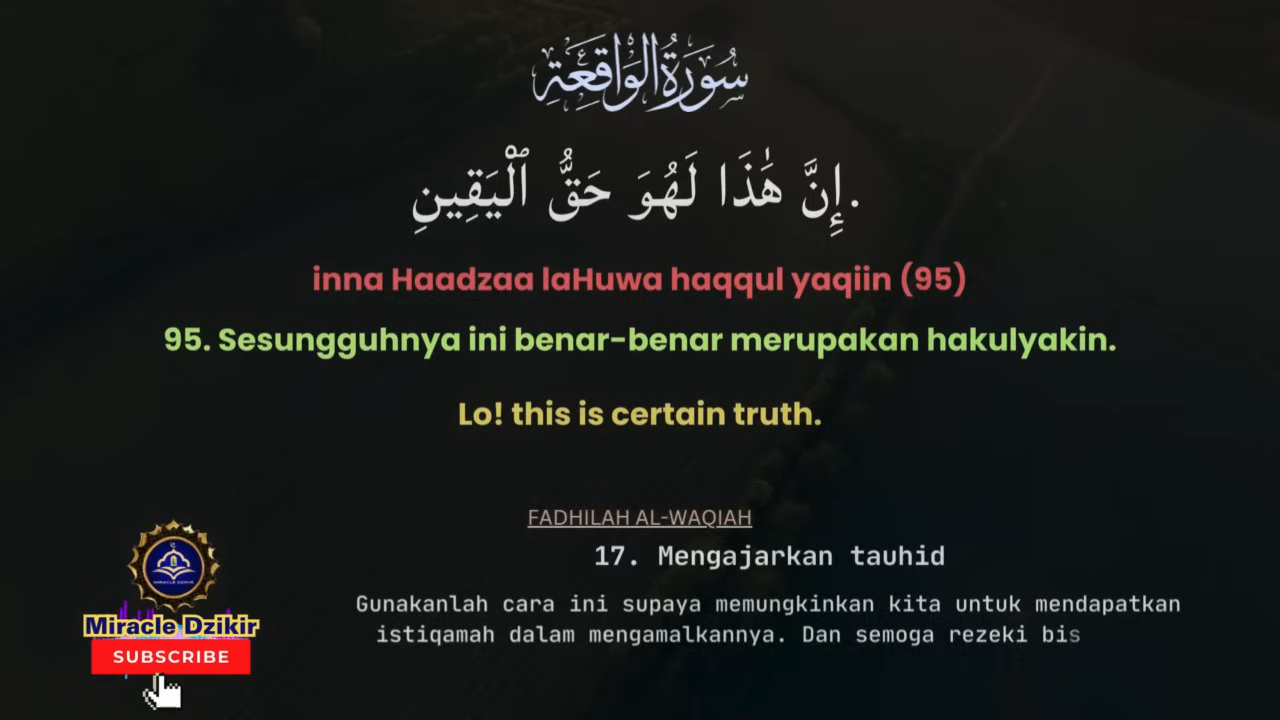 سُورَةُ الوَاقِعَةِ
إِنَّ هَٰذَا لَهُوَ حَقُّ ٱلْيَقِينِ.
inna Haadzaa laHuwa haqqul yaqiin (95)
95. Sesungguhnya ini benar-benar merupakan hakulyakin.
Lo! this is certain truth.
FADHILAH AL-WAQIAH
17. Mengajarkan tauhid
Gunakanlah cara ini supaya memungkinkan kita untuk mendapatkan
istiqamah dalam mengamalkannya. Dan semoga rezeki bis
MIRACLE DZIKIR
Miracle Dzikir
SUBSCRIBE